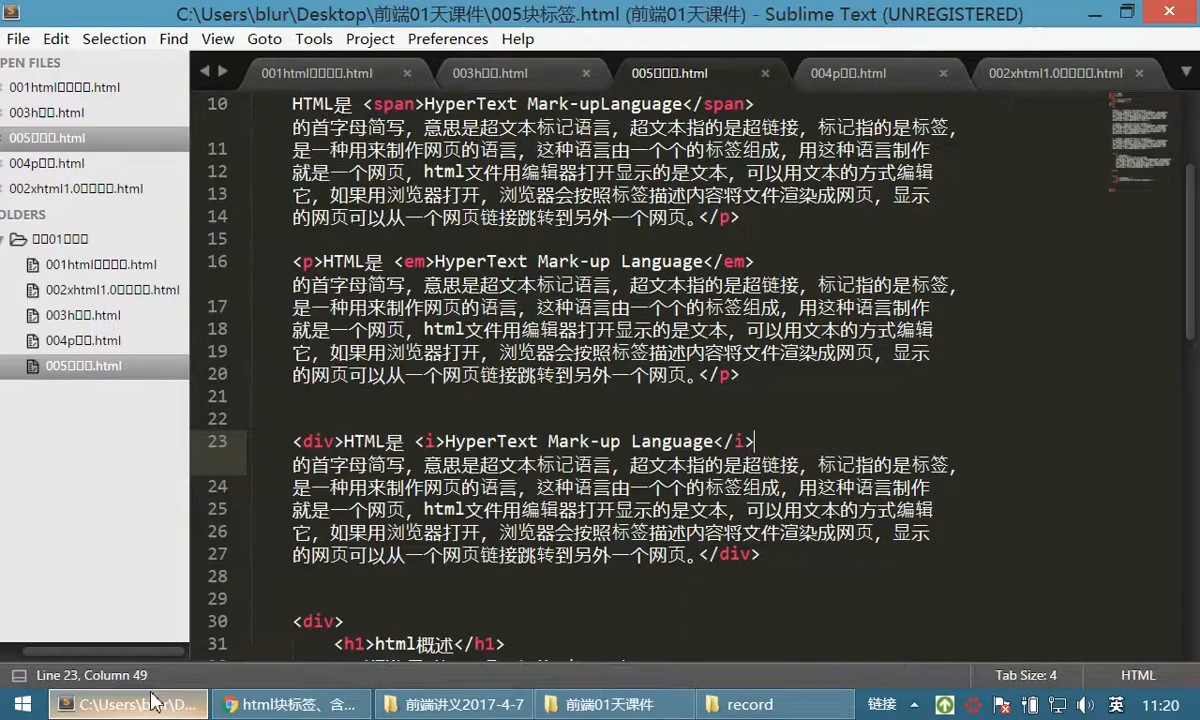 C:\Users\blur\Desktop\前端01天课件\005块标签.html (前端01天课件) - Sublime Text (UNREGISTERED)
File Edit Selection Find View Goto Tools Project Preferences Help
PEN FILES
001html□□□□.html
003h□□.html
005□□□.html
004p□□.html
002xhtml1.0□□□□.html
OLDERS
□□01□□□
001html□□□□.html
002xhtml1.0□□□□.html
003h□□.html
004p□□.html
005□□□.html
001html□□□□.html × 003h□□.html × 005□□□.html × 004p□□.html × 002xhtml1.0□□□□.html ×
10 HTML是 <span>HyperText Mark-upLanguage</span>
的首字母简写，意思是超文本标记语言，超文本指的是超链接，标记指的是标签，
11 是一种用来制作网页的语言，这种语言由一个个的标签组成，用这种语言制作
12 就是一个网页，html文件用编辑器打开显示的是文本，可以用文本的方式编辑
13 它，如果用浏览器打开，浏览器会按照标签描述内容将文件渲染成网页，显示
14 的网页可以从一个网页链接跳转到另外一个网页。</p>
15
16 <p>HTML是 <em>HyperText Mark-up Language</em>
的首字母简写，意思是超文本标记语言，超文本指的是超链接，标记指的是标签，
17 是一种用来制作网页的语言，这种语言由一个个的标签组成，用这种语言制作
18 就是一个网页，html文件用编辑器打开显示的是文本，可以用文本的方式编辑
19 它，如果用浏览器打开，浏览器会按照标签描述内容将文件渲染成网页，显示
20 的网页可以从一个网页链接跳转到另外一个网页。</p>
21
22
23 <div>HTML是 <i>HyperText Mark-up Language</i>
的首字母简写，意思是超文本标记语言，超文本指的是超链接，标记指的是标签，
24 是一种用来制作网页的语言，这种语言由一个个的标签组成，用这种语言制作
25 就是一个网页，html文件用编辑器打开显示的是文本，可以用文本的方式编辑
26 它，如果用浏览器打开，浏览器会按照标签描述内容将文件渲染成网页，显示
27 的网页可以从一个网页链接跳转到另外一个网页。</div>
28
29
30 <div>
31 <h1>html概述</h1>
Line 23, Column 49 Tab Size: 4 HTML
C:\Users\blur\D... html块标签、含... 前端讲义2017-4-7 前端01天课件 record 链接 英 11:20